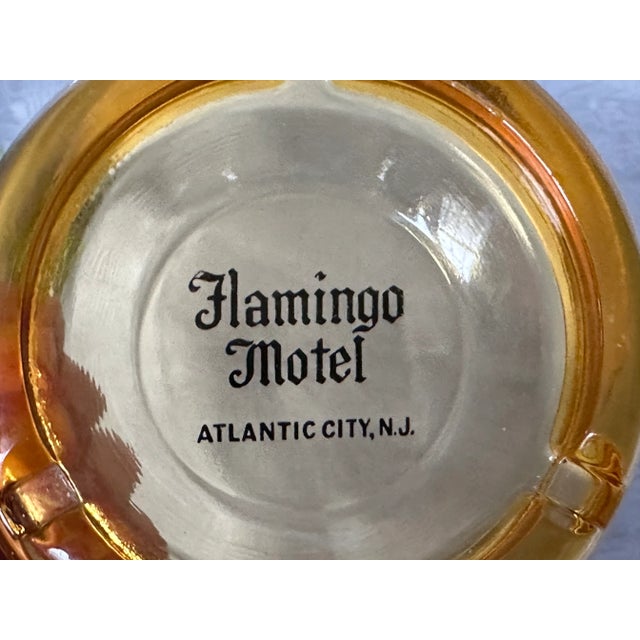 Flamingo
Motel
ATLANTIC CITY, N.J.